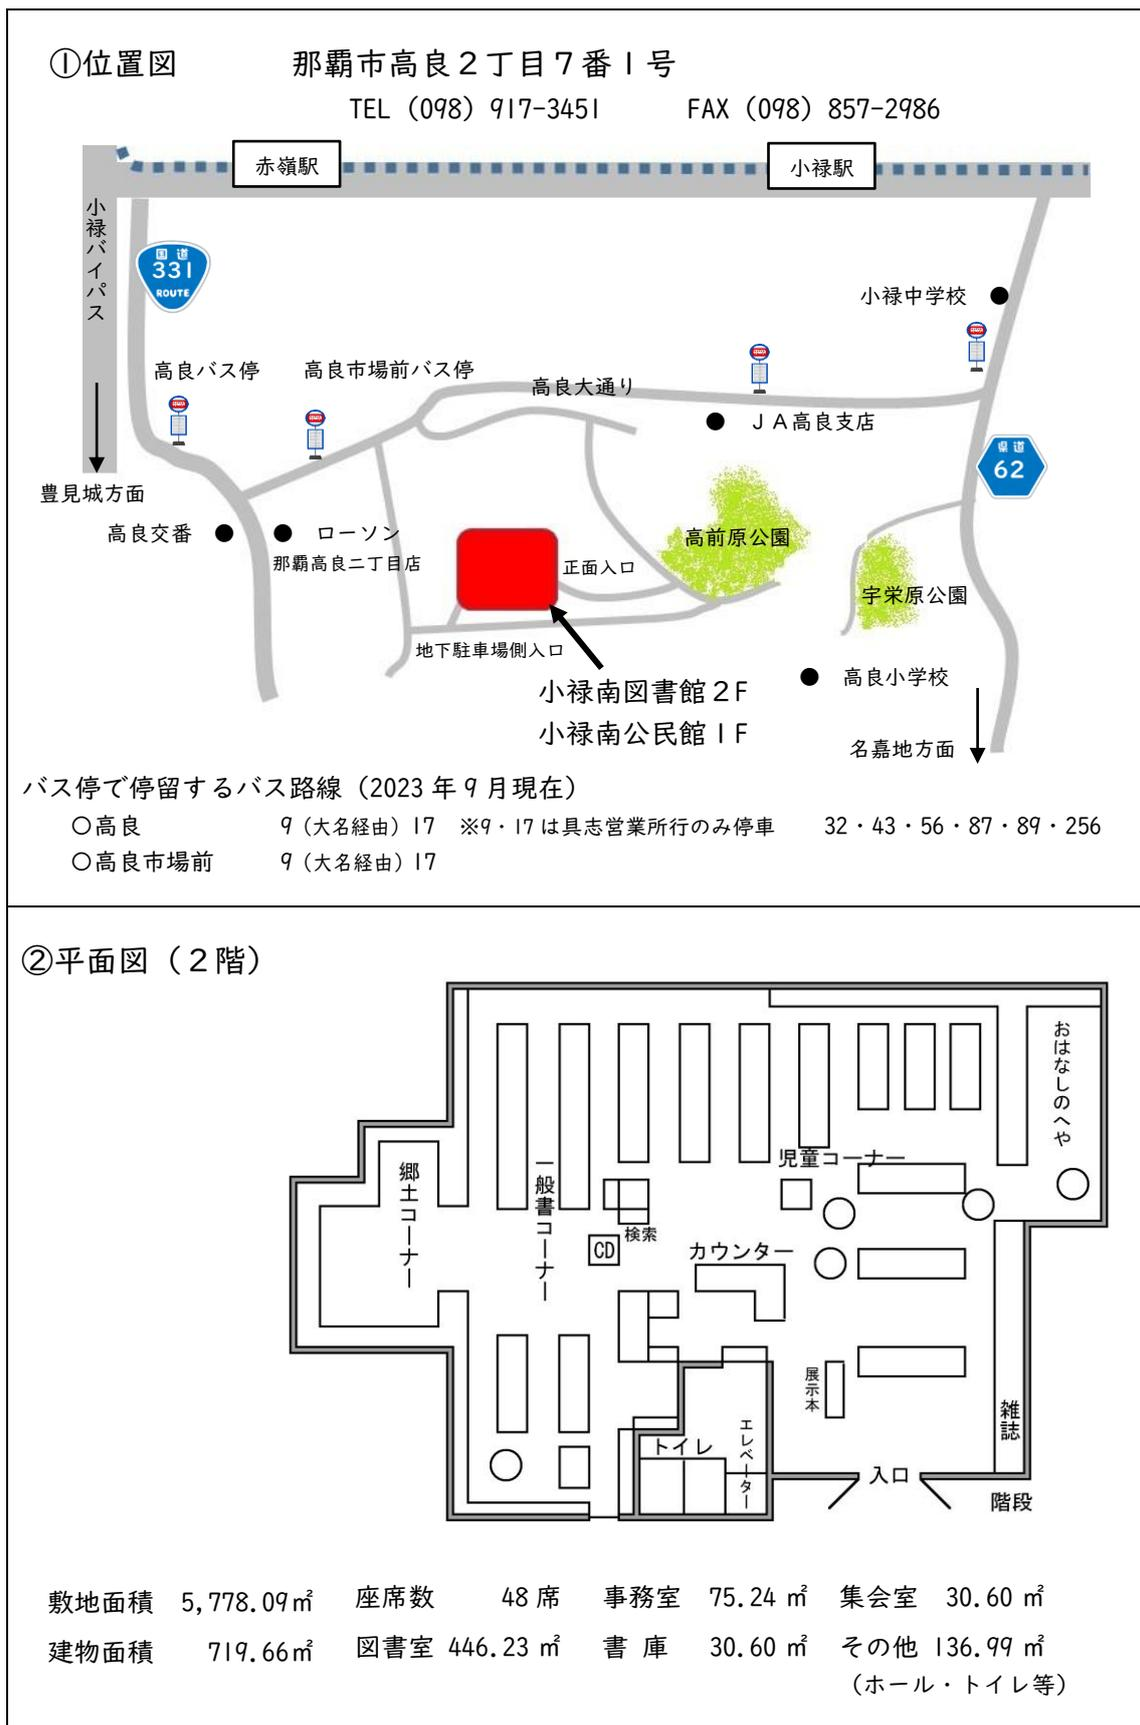 ①位置図 那覇市高良２丁目７番１号
TEL (098) 917-3451 FAX (098) 857-2986
赤嶺駅 小禄駅
小禄バイパス
国道
331
ROUTE
小禄中学校
高良バス停 高良市場前バス停
高良大通り
ＪＡ高良支店
県道
62
豊見城方面
高良交番 ローソン
那覇高良二丁目店
高前原公園
正面入口
宇栄原公園
地下駐車場側入口
小禄南図書館２F
高良小学校
小禄南公民館１F
名嘉地方面
バス停で停留するバス路線（2023 年 9 月現在）
○高良 9（大名経由）17 ※9・17 は具志営業所行のみ停車 32・43・56・87・89・256
○高良市場前 9（大名経由）17
②平面図（２階）
おはなしのへや
児童コーナー
郷土コーナー
一般書コーナー
検索
CD
カウンター
展示本
雑誌
トイレ
エレベーター
入口
階段
敷地面積 5,778.09㎡ 座席数 48 席 事務室 75.24 ㎡ 集会室 30.60 ㎡
建物面積 719.66㎡ 図書室 446.23 ㎡ 書 庫 30.60 ㎡ その他 136.99 ㎡
（ホール・トイレ等）